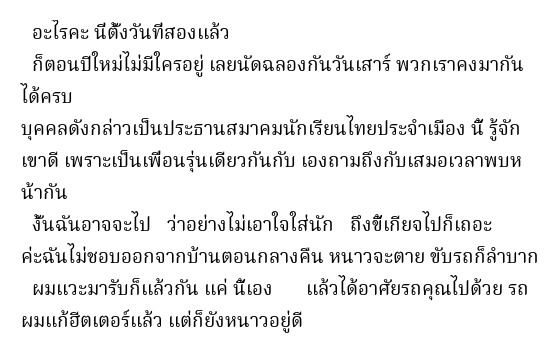 อะไรคะ นี่ตั้งวันที่สองแล้ว
ก็ตอนปีใหม่ไม่มีใครอยู่ เลยนัดฉลองกันวันเสาร์ พวกเราคงมากัน
ได้ครบ
บุคคลดังกล่าวเป็นประธานสมาคมนักเรียนไทยประจำเมือง นี้ รู้จัก
เขาดี เพราะเป็นเพื่อนรุ่นเดียวกันกับ เองถามถึงกับเสมอเวลาพบห
น้ากัน
งั้นฉันอาจจะไป ว่าอย่างไม่เอาใจใส่นัก ถึงขี้เกียจไปก็เถอะ
ค่ะฉันไม่ชอบออกจากบ้านตอนกลางคืน หนาวจะตาย ขับรถก็ลำบาก
ผมแวะมารับก็แล้วกัน แค่ นี้เอง แล้วได้อาศัยรถคุณไปด้วย รถ
ผมแก้ฮีตเตอร์แล้ว แต่ก็ยังหนาวอยู่ดี